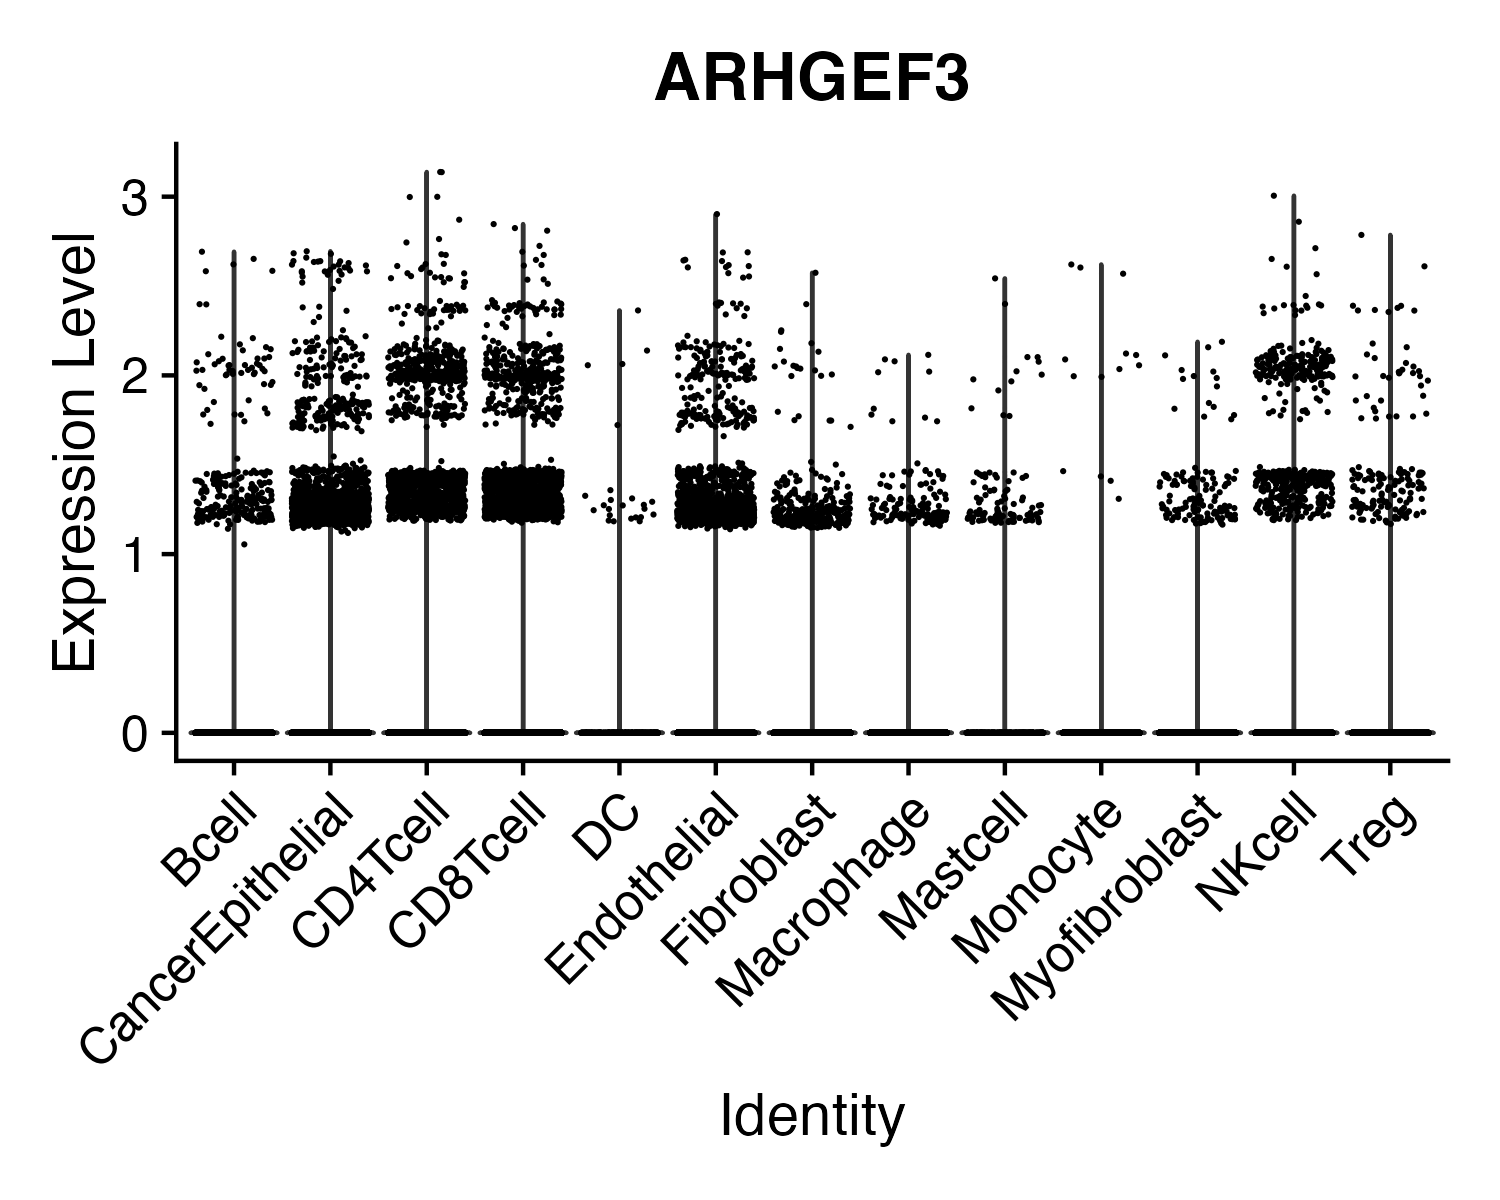 ARHGEF3
Expression Level
3
2
1
0
Bcell
CancerEpithelial
CD4Tcell
CD8Tcell
DC
Endothelial
Fibroblast
Macrophage
Mastcell
Monocyte
Myofibroblast
NKcell
Treg
Identity